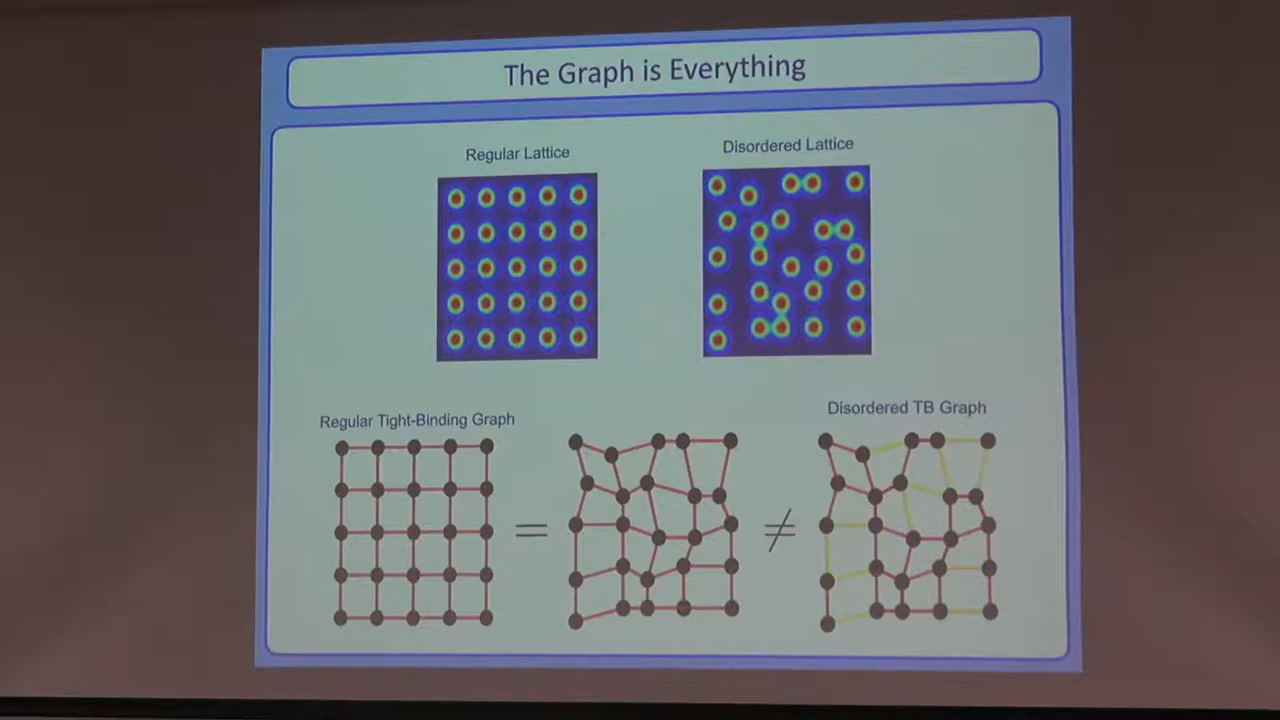 The Graph is Everything
Regular Lattice
Disordered Lattice
Regular Tight-Binding Graph
Disordered TB Graph
=
≠